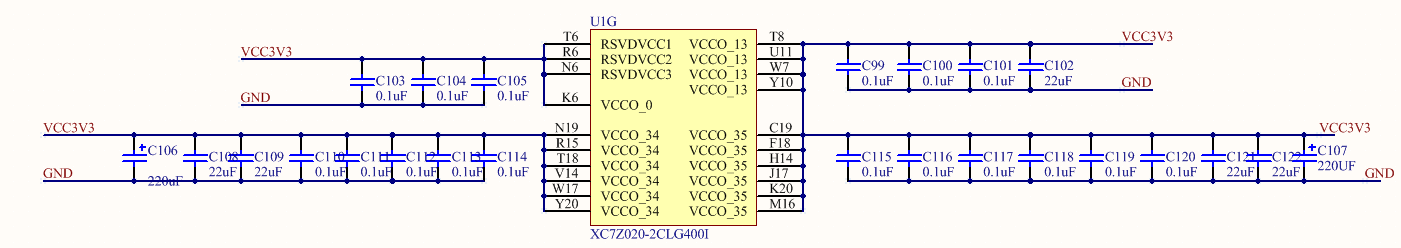 U1G
VCC3V3
GND
C103
0.1uF
C104
0.1uF
C105
0.1uF
T6
R6
N6
K6
RSVDVCC1
RSVDVCC2
RSVDVCC3
VCCO_0
VCCO_13
VCCO_13
VCCO_13
VCCO_13
T8
U11
W7
Y10
VCC3V3
GND
C99
0.1uF
C100
0.1uF
C101
0.1uF
C102
22uF
VCC3V3
GND
C106
220uF
C108
22uF
C109
22uF
C110
0.1uF
C111
0.1uF
C112
0.1uF
C113
0.1uF
C114
0.1uF
N19
R15
T18
V14
W17
Y20
VCCO_34
VCCO_34
VCCO_34
VCCO_34
VCCO_34
VCCO_34
VCCO_35
VCCO_35
VCCO_35
VCCO_35
VCCO_35
VCCO_35
C19
F18
H14
J17
K20
M16
VCC3V3
GND
C115
0.1uF
C116
0.1uF
C117
0.1uF
C118
0.1uF
C119
0.1uF
C120
0.1uF
C121
22uF
C122
22uF
C107
220UF
XC7Z020-2CLG400I